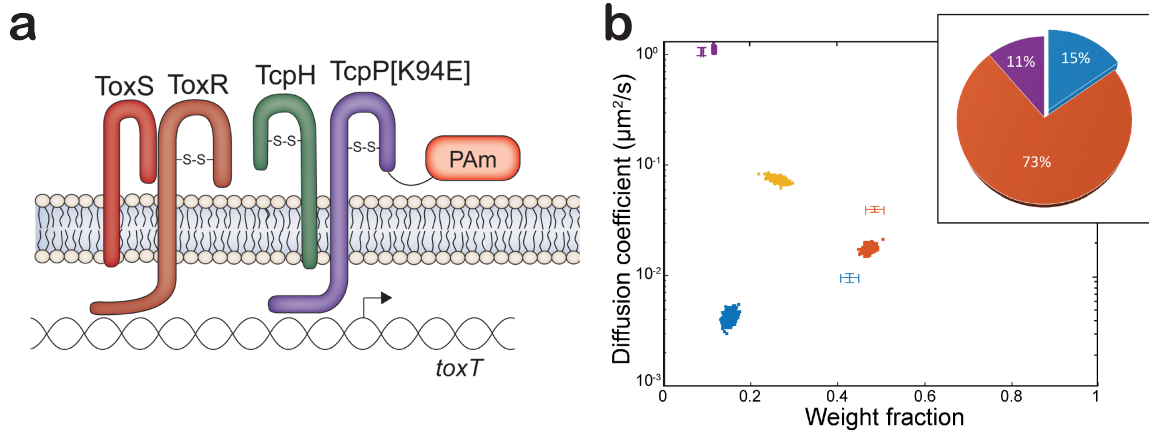 a
ToxS ToxR TcpH TcpP[K94E]
-S-S- -S-S- -S-S-
PAm
toxT
b
Diffusion coefficient (μm²/s)
10⁰
10⁻¹
10⁻²
10⁻³
0 0.2 0.4 0.6 0.8 1
Weight fraction
11% 15%
73%